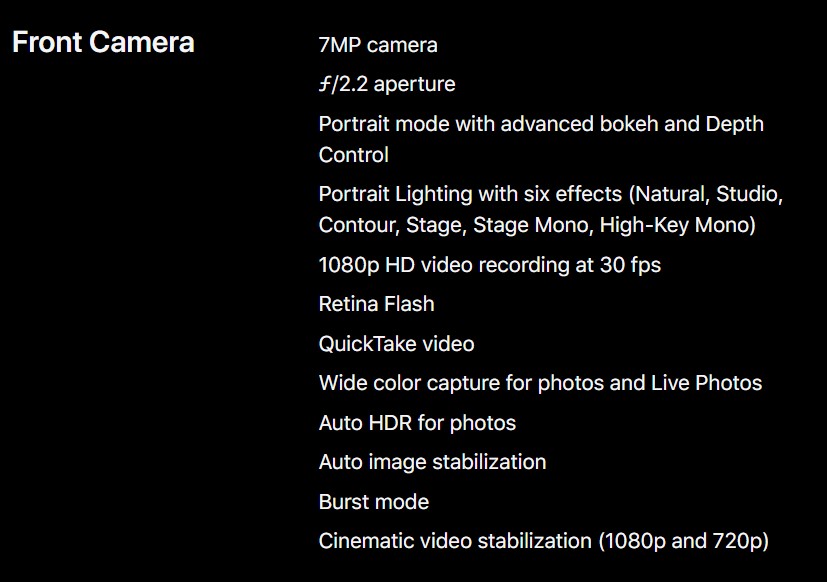 Front Camera
7MP camera
ƒ/2.2 aperture
Portrait mode with advanced bokeh and Depth
Control
Portrait Lighting with six effects (Natural, Studio,
Contour, Stage, Stage Mono, High-Key Mono)
1080p HD video recording at 30 fps
Retina Flash
QuickTake video
Wide color capture for photos and Live Photos
Auto HDR for photos
Auto image stabilization
Burst mode
Cinematic video stabilization (1080p and 720p)